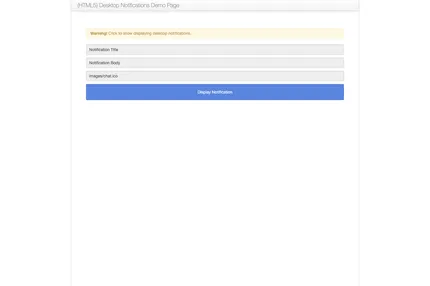 (HTML5) Desktop Notifications Demo Page
Warning! Click to allow displaying desktop notifications.
Notification Title
Notification Body
images/chat.ico
Display Notification